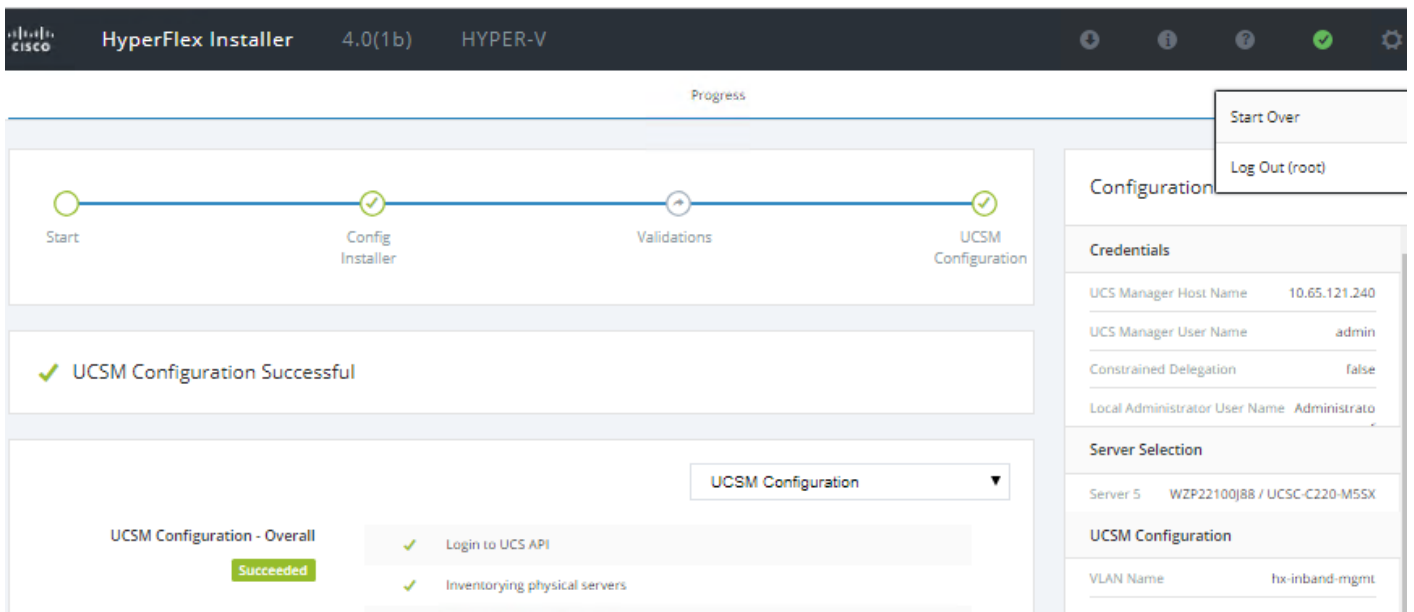 cisco
HyperFlex Installer 4.0(1b) HYPER-V
Progress
Start Over
Log Out (root)
Start
Config
Installer
Validations
UCSM
Configuration
UCSM Configuration Successful
UCSM Configuration
UCSM Configuration - Overall
Succeeded
Login to UCS API
Inventorying physical servers
Configuration
Credentials
UCS Manager Host Name 10.65.121.240
UCS Manager User Name admin
Constrained Delegation false
Local Administrator User Name Administrato
Server Selection
Server 5 WZP22100J88 / UCSC-C220-M5SX
UCSM Configuration
VLAN Name hx-inband-mgmt